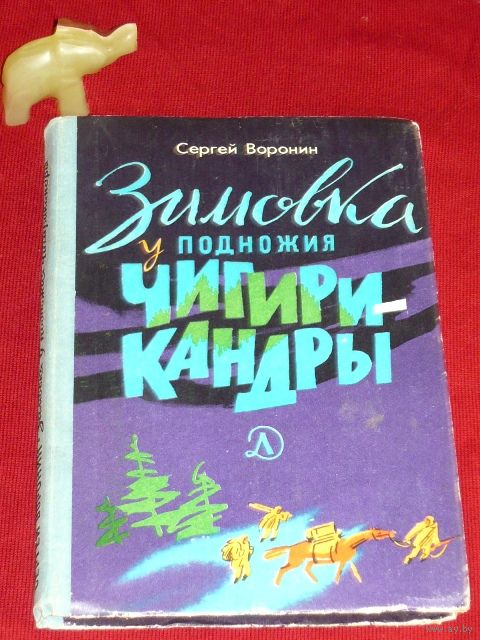 Сергей Воронин
Зимовка
у подножия
ЧИГИРИ-
КАНДРЫ
Д